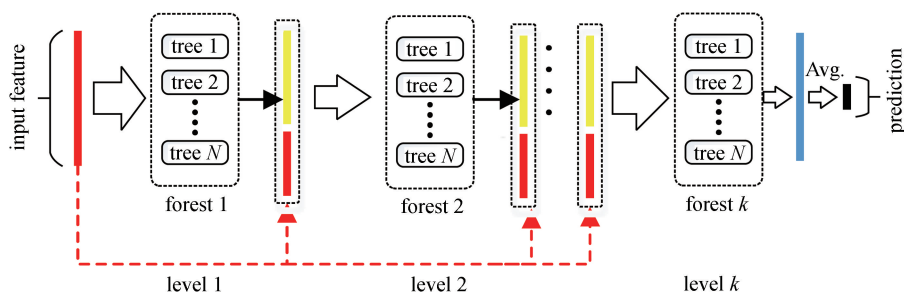 input feature
tree 1
tree 2
tree N
forest 1
level 1
tree 1
tree 2
tree N
forest 2
level 2
tree 1
tree 2
tree N
forest k
level k
Avg.
prediction